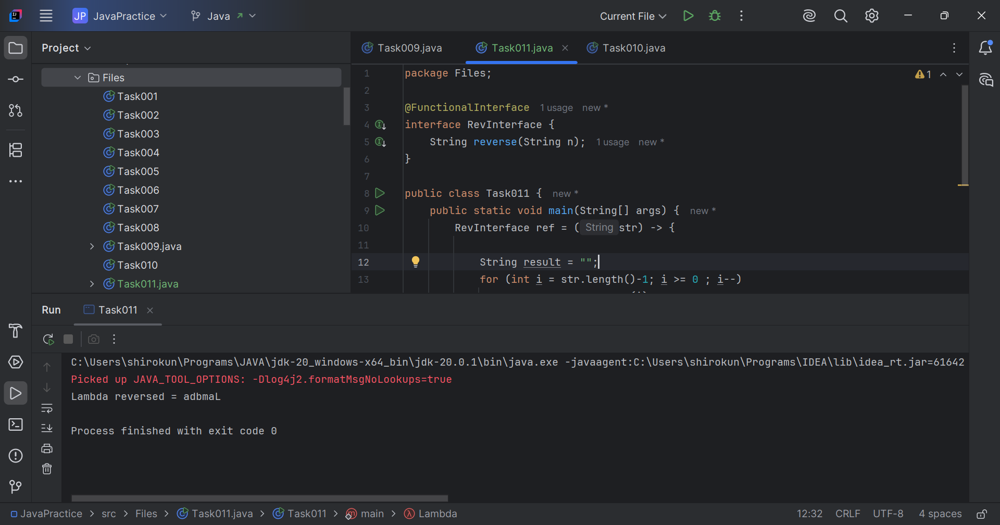 JP JavaPractice Java Current File
Project
Files
Task001
Task002
Task003
Task004
Task005
Task006
Task007
Task008
Task009.java
Task010
Task011.java
Task009.java Task011.java Task010.java
1 package Files;
1
2
3 @FunctionalInterface 1 usage new *
4 interface RevInterface {
5 String reverse(String n); 1 usage new *
6 }
7
8 public class Task011 { new *
9 public static void main(String[] args) { new *
10 RevInterface ref = ( String str) -> {
11
12 String result = "";
13 for (int i = str.length()-1; i >= 0 ; i--)
Run Task011
C:\Users\shirokun\Programs\JAVA\jdk-20_windows-x64_bin\jdk-20.0.1\bin\java.exe -javaagent:C:\Users\shirokun\Programs\IDEA\lib\idea_rt.jar=61642
Picked up JAVA_TOOL_OPTIONS: -Dlog4j2.formatMsgNoLookups=true
Lambda reversed = adbmaL
Process finished with exit code 0
JavaPractice > src > Files > Task011.java > Task011 > main > Lambda
12:32 CRLF UTF-8 4 spaces